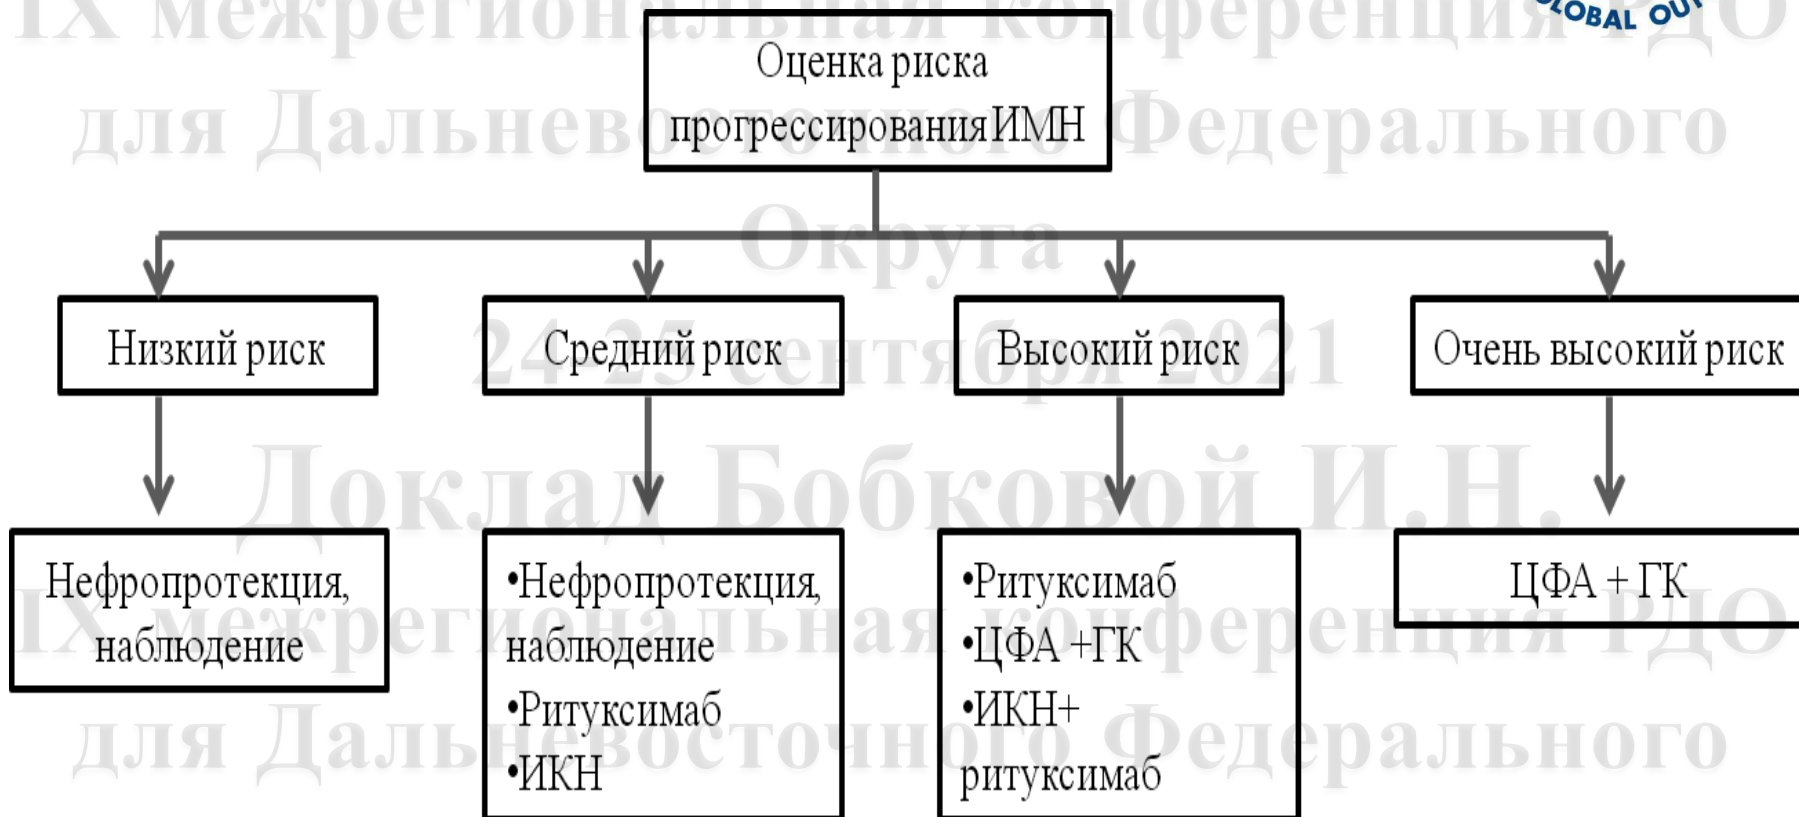 IX межрегиональная конференция РДО
GLOBAL OUT
Оценка риска
прогрессирования ИМН
для Дальневосточного Федерального
Округа
Низкий риск
Средний риск
Высокий риск
Очень высокий риск
24-25 сентября 2021
Доклад Бобковой И.Н.
Нефропротекция,
наблюдение
•Нефропротекция,
наблюдение
•Ритуксимаб
•ИКН
•Ритуксимаб
•ЦФА +ГК
•ИКН+
ритуксимаб
ЦФА + ГК
IX межрегиональная конференция РДО
для Дальневосточного Федерального